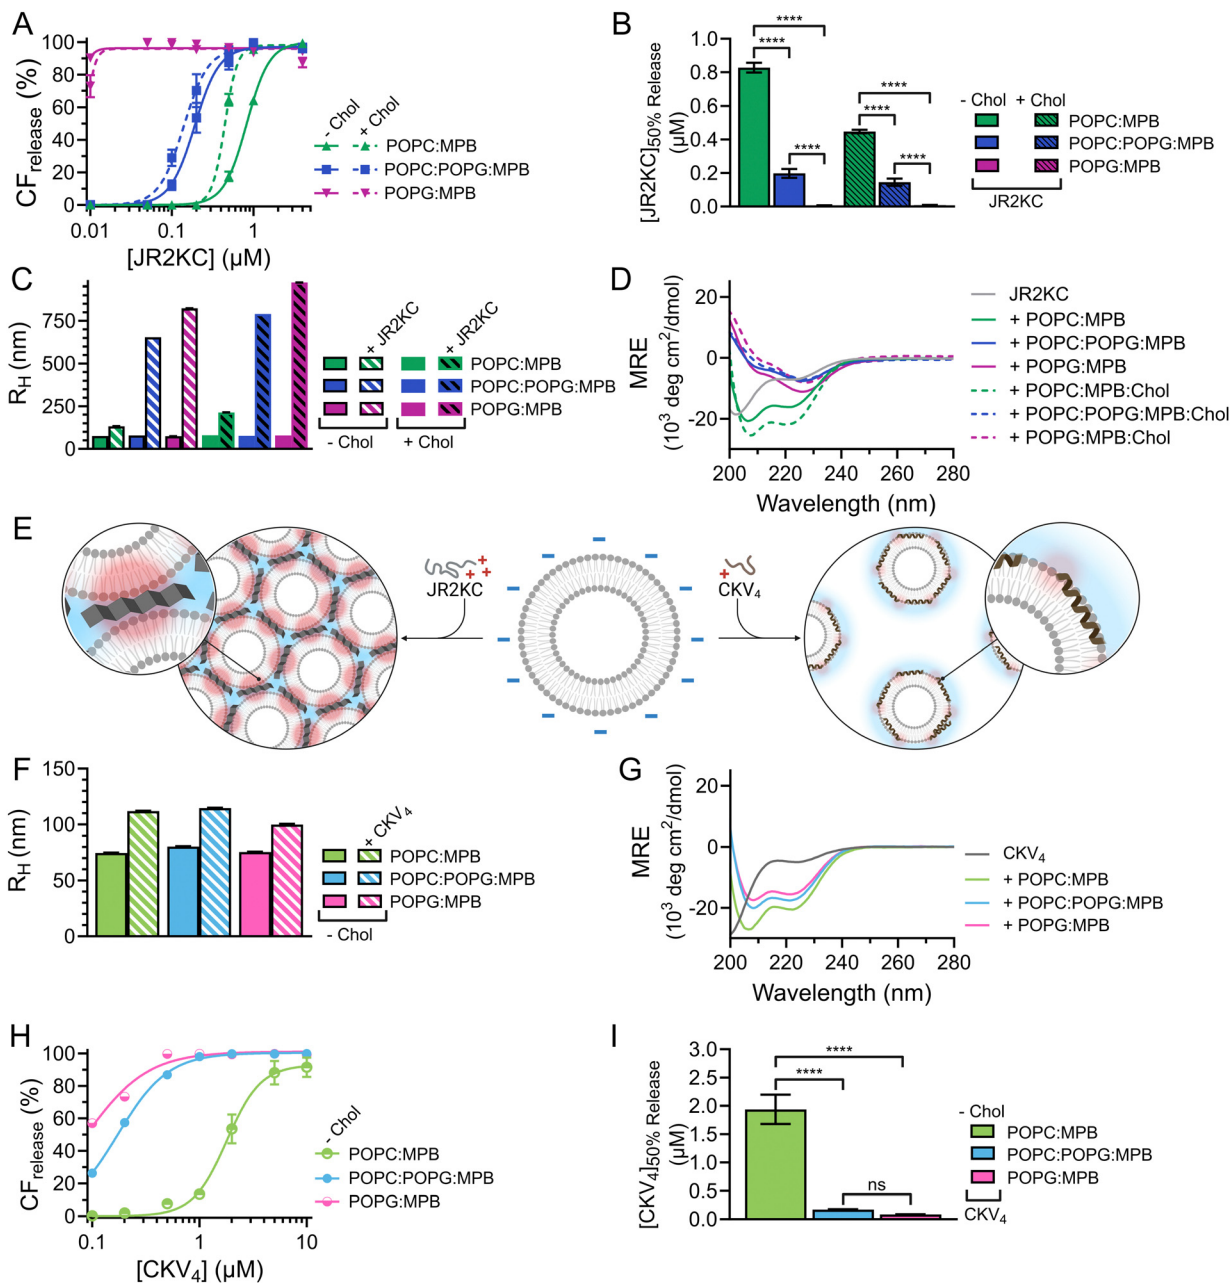 A
CF release (%)
100
80
60
40
20
0
0.01
0.1
1
[JR2KC] (µM)
- Chol
+ Chol
POPC:MPB
POPC:POPG:MPB
POPG:MPB
B
[JR2KC]50% Release
(µM)
1.0
0.8
0.6
0.4
0.2
0.0
****
****
****
****
****
****
- Chol + Chol
POPC:MPB
POPC:POPG:MPB
POPG:MPB
JR2KC
C
RH (nm)
750
500
250
0
+ JR2KC
+ JR2KC
POPC:MPB
POPC:POPG:MPB
POPG:MPB
- Chol
+ Chol
D
MRE
(10³ deg cm²/dmol)
20
0
-20
200 220 240 260 280
Wavelength (nm)
JR2KC
+ POPC:MPB
+ POPC:POPG:MPB
+ POPG:MPB
+ POPC:MPB:Chol
+ POPC:POPG:MPB:Chol
+ POPG:MPB:Chol
E
+
+ +
JR2KC
+
CKV4
F
RH (nm)
150
100
50
0
+ CKV4
POPC:MPB
POPC:POPG:MPB
POPG:MPB
- Chol
G
MRE
(10³ deg cm²/dmol)
20
0
-20
200 220 240 260 280
Wavelength (nm)
CKV4
+ POPC:MPB
+ POPC:POPG:MPB
+ POPG:MPB
H
CF release (%)
100
80
60
40
20
0
0.1
1
10
[CKV4] (µM)
- Chol
POPC:MPB
POPC:POPG:MPB
POPG:MPB
I
[CKV4]50% Release
(µM)
3.0
2.5
2.0
1.5
1.0
0.5
0.0
****
****
ns
- Chol
POPC:MPB
POPC:POPG:MPB
POPG:MPB
CKV4